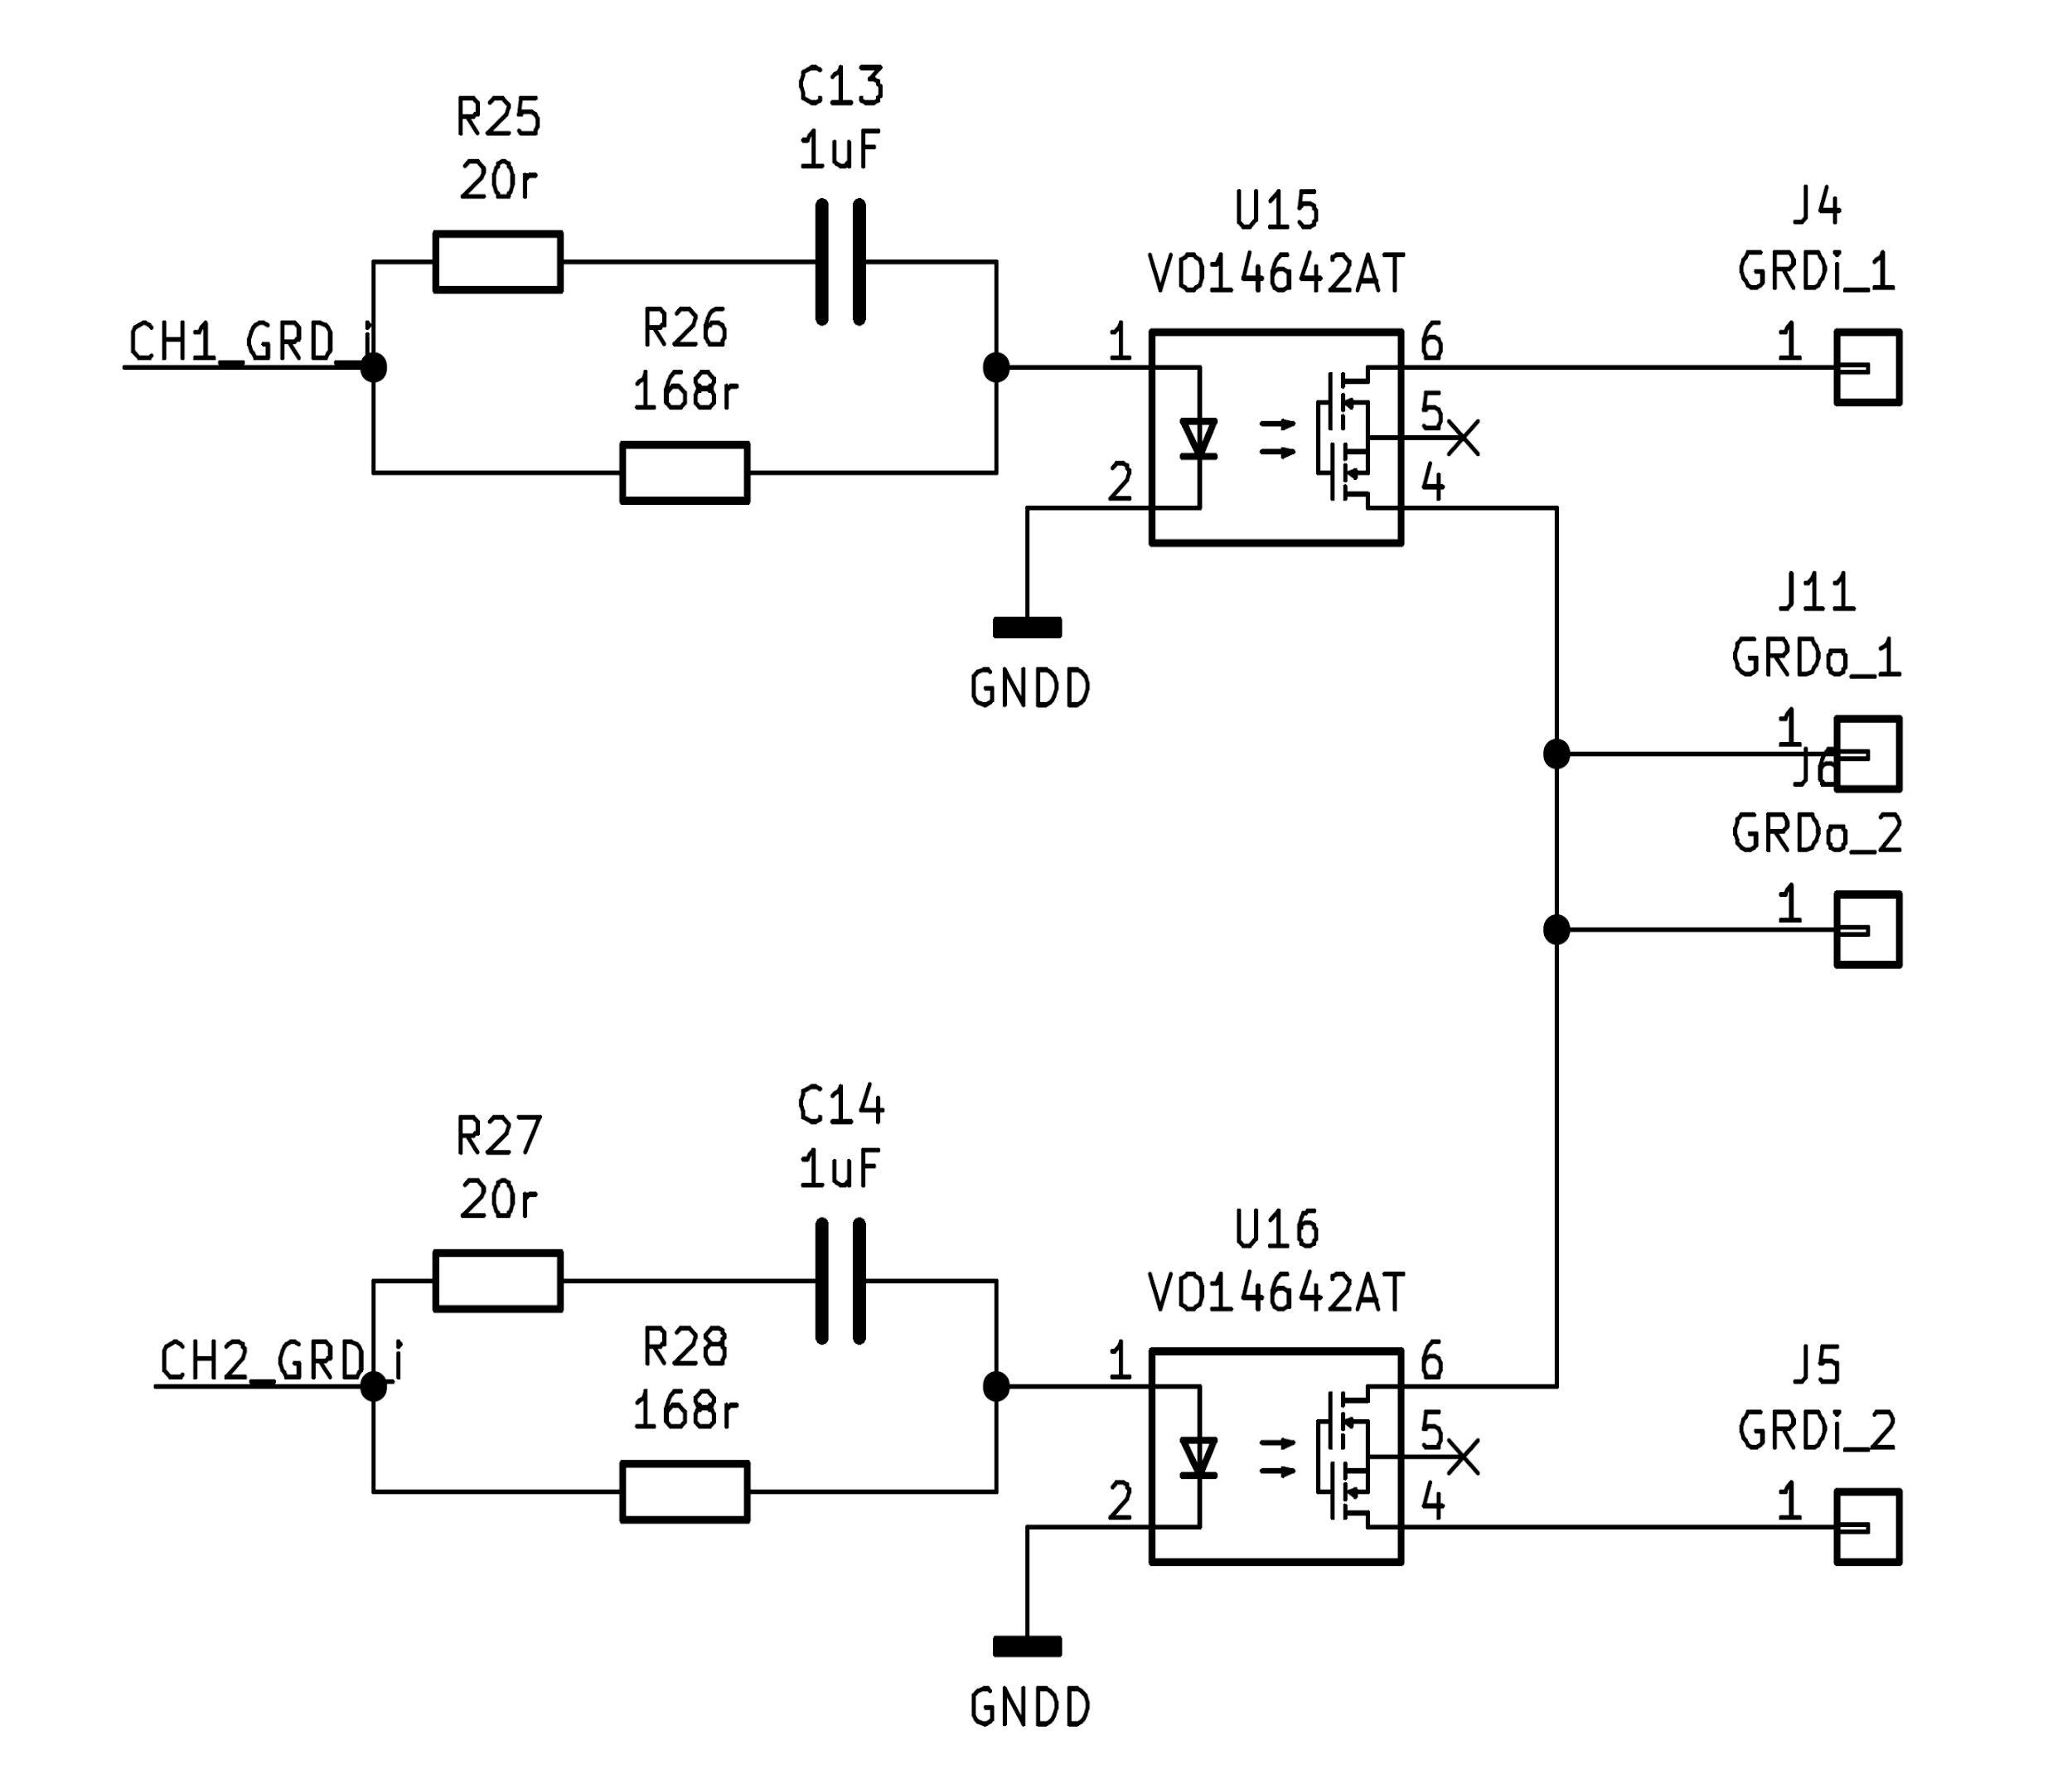 C13
1uF
R25
20r
U15
VO14642AT
J4
GRDi_1
CH1_GRD_i
R26
168r
1
6
1
5
2
4
GNDD
J11
GRDo_1
1
J6
GRDo_2
1
C14
1uF
R27
20r
U16
VO14642AT
CH2_GRD_i
R28
168r
1
6
J5
GRDi_2
5
2
4
1
GNDD